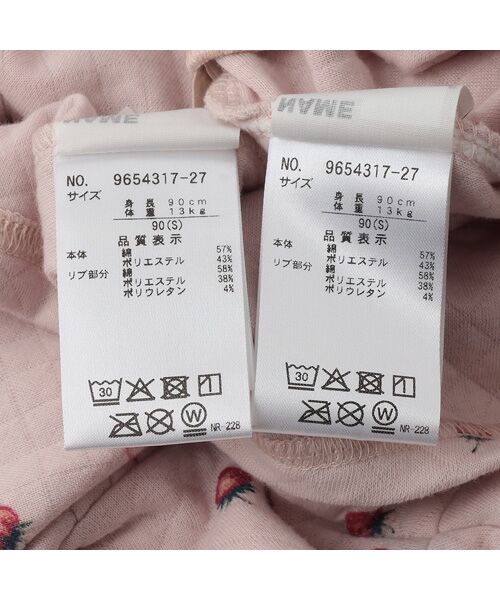 NAME
NO. 9654317-27
サイズ
身長 90cm
体重 13kg
90(S)
品質表示
本体 綿 57%
ポリエステル 43%
リブ部分 綿 58%
ポリエステル 38%
ポリウレタン 4%
30
W
NR-228
NAME
NO. 9654317-27
サイズ
身長 90cm
体重 13kg
90(S)
品質表示
本体 綿 57%
ポリエステル 43%
リブ部分 綿 58%
ポリエステル 38%
ポリウレタン 4%
30
W
NR-228